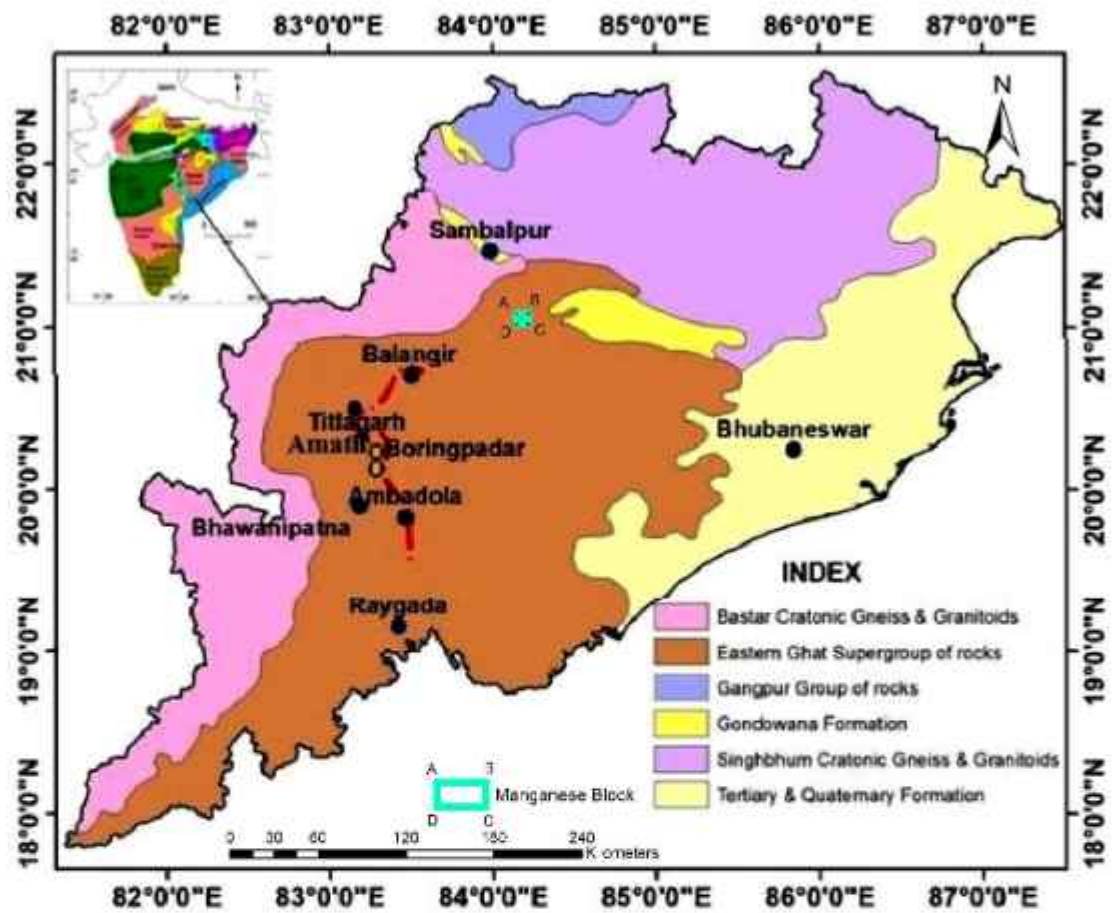 82°0'0"E 83°0'0"E 84°0'0"E 85°0'0"E 86°0'0"E 87°0'0"E
N
22°0'0"N 22°0'0"N
Sambalpur
A B
D C
21°0'0"N 21°0'0"N
Balangir
Titlagarh
Boringpadar
Bhubaneswar
20°0'0"N 20°0'0"N
Ambadola
Bhawanipatna
INDEX
Raygada
Bastar Cratonic Gneiss & Granitoids
Eastern Ghat Supergroup of rocks
19°0'0"N 19°0'0"N
Gangpur Group of rocks
Gondowana Formation
Singhbhum Cratonic Gneiss & Granitoids
A B
Manganese Block
Tertiary & Quaternary Formation
D C
18°0'0"N 18°0'0"N
0 30 60 120 180 240
Kilometers
82°0'0"E 83°0'0"E 84°0'0"E 85°0'0"E 86°0'0"E 87°0'0"E